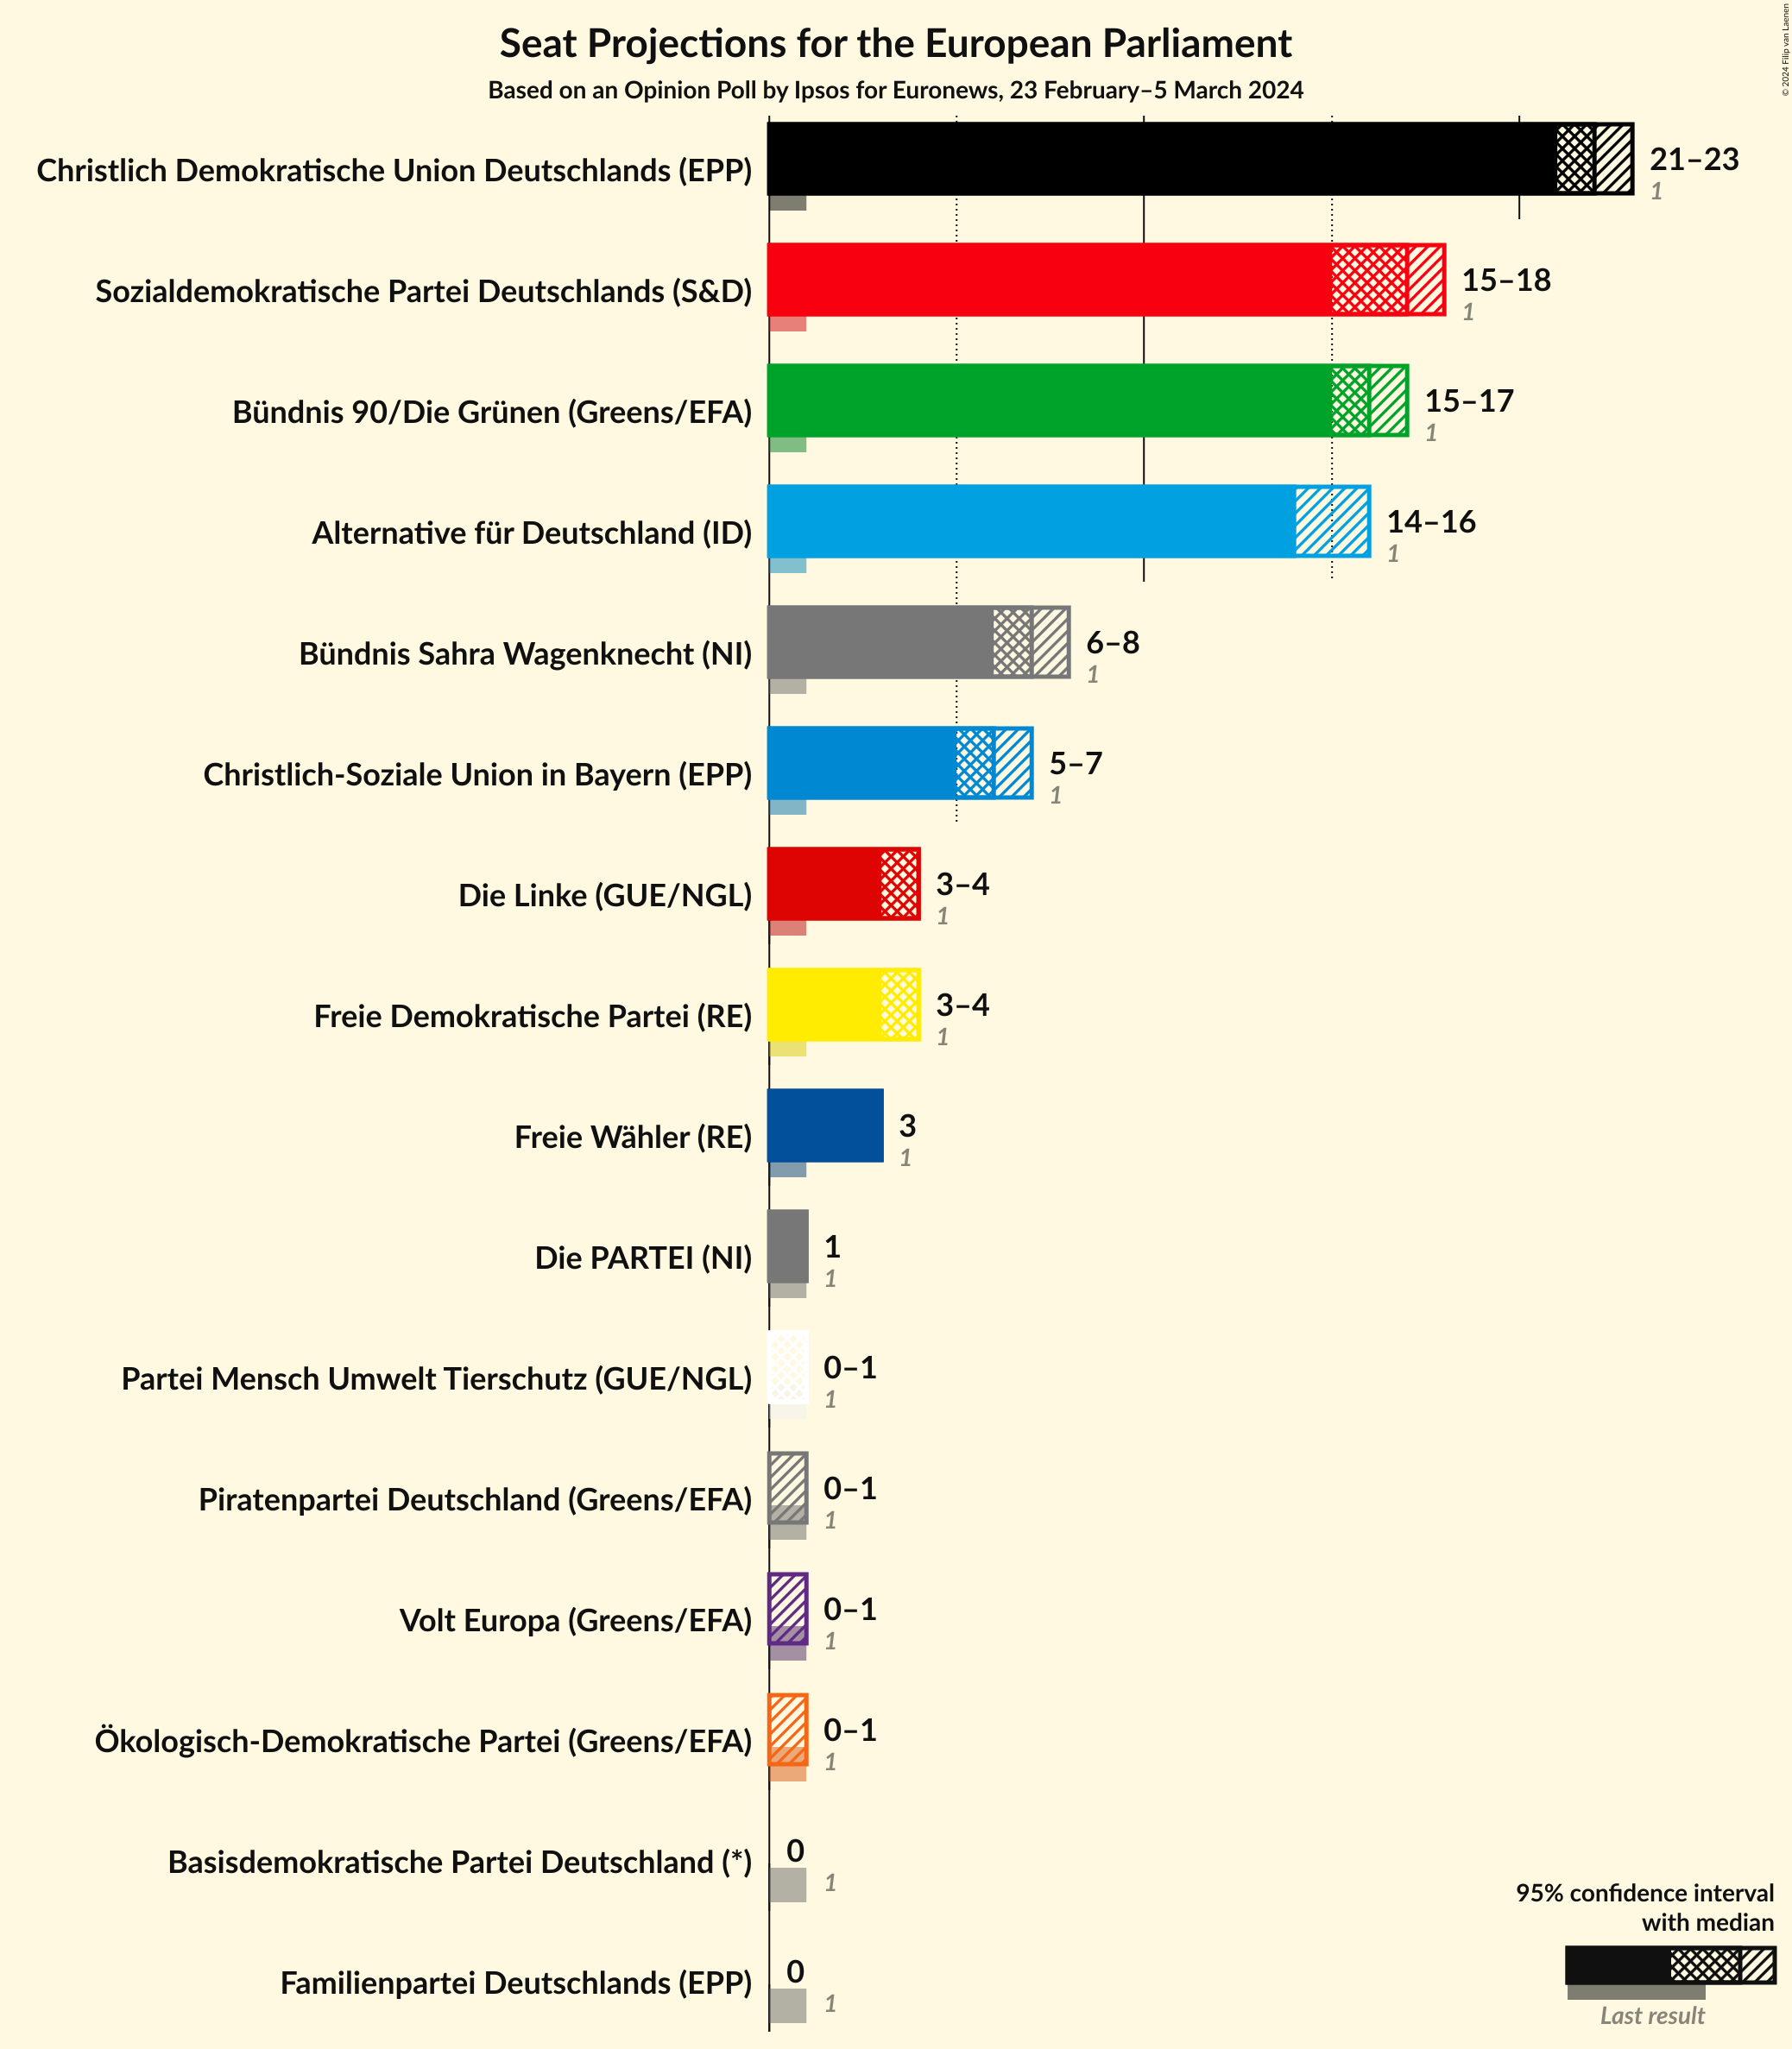 Seat Projections for the European Parliament
Based on an Opinion Poll by Ipsos for Euronews, 23 February–5 March 2024
© 2024 Filip van Laenen
Christlich Demokratische Union Deutschlands (EPP)
21–23
1
Sozialdemokratische Partei Deutschlands (S&D)
15–18
1
Bündnis 90/Die Grünen (Greens/EFA)
15–17
1
Alternative für Deutschland (ID)
14–16
1
Bündnis Sahra Wagenknecht (NI)
6–8
1
Christlich-Soziale Union in Bayern (EPP)
5–7
1
Die Linke (GUE/NGL)
3–4
1
Freie Demokratische Partei (RE)
3–4
1
Freie Wähler (RE)
3
1
Die PARTEI (NI)
1
1
Partei Mensch Umwelt Tierschutz (GUE/NGL)
0–1
1
Piratenpartei Deutschland (Greens/EFA)
0–1
1
Volt Europa (Greens/EFA)
0–1
1
Ökologisch-Demokratische Partei (Greens/EFA)
0–1
1
Basisdemokratische Partei Deutschland (*)
0
1
Familienpartei Deutschlands (EPP)
0
1
95% confidence interval
with median
Last result